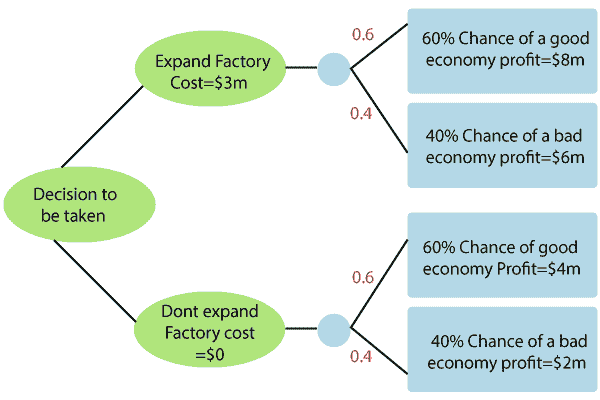 Decision to
be taken
Expand Factory
Cost=$3m
0.6
60% Chance of a good
economy profit=$8m
0.4
40% Chance of a bad
economy profit=$6m
Dont expand
Factory cost
=$0
0.6
60% Chance of good
economy Profit=$4m
0.4
40% Chance of a bad
economy profit=$2m